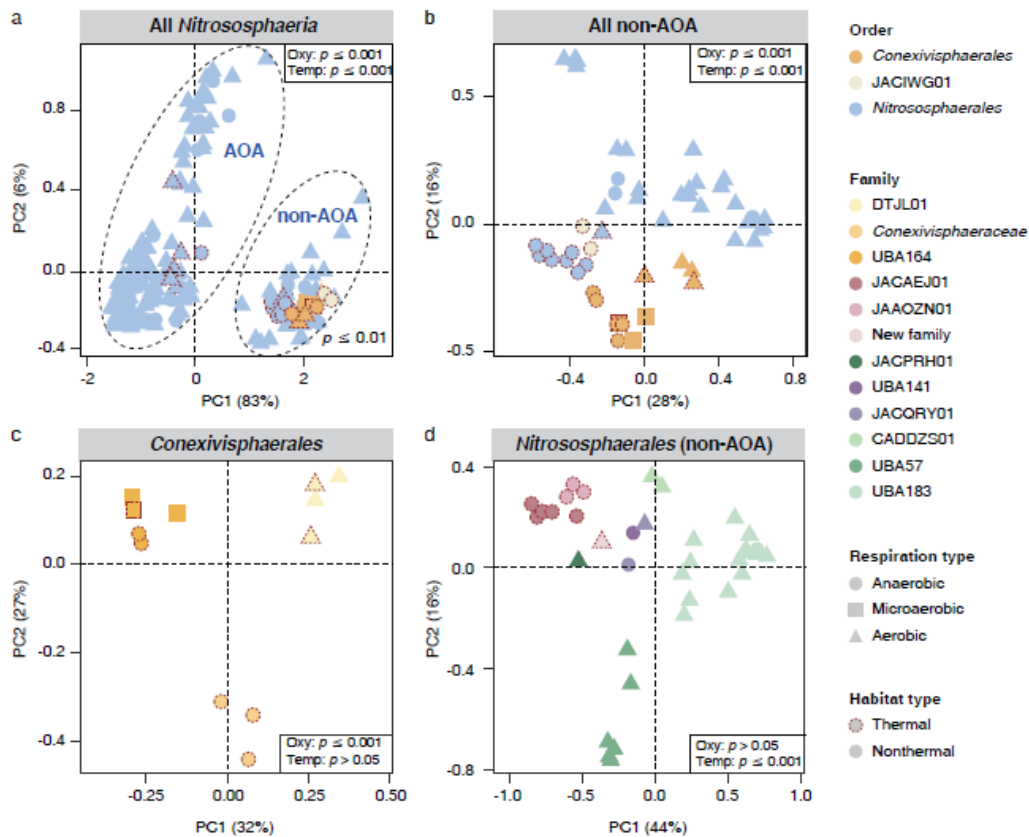 a
All Nitrososphaeria
Oxy: p ≤ 0.001
Temp: p ≤ 0.001
AOA
non-AOA
p ≤ 0.01
0.8
0.4
0.0
-0.4
PC2 (6%)
-2
0
2
PC1 (83%)
b
All non-AOA
Oxy: p ≤ 0.001
Temp: p ≤ 0.001
0.5
0.0
-0.5
PC2 (16%)
-0.4
0.0
0.4
0.8
PC1 (28%)
c
Conexivisphaerales
0.2
0.0
-0.2
-0.4
PC2 (27%)
Oxy: p ≤ 0.001
Temp: p > 0.05
-0.25
0.00
0.25
0.50
PC1 (32%)
d
Nitrososphaerales (non-AOA)
0.4
0.0
-0.4
-0.8
PC2 (16%)
Oxy: p > 0.05
Temp: p ≤ 0.001
-1.0
-0.5
0.0
0.5
1.0
PC1 (44%)
Order
Conexivisphaerales
JACIWG01
Nitrososphaerales
Family
DTJL01
Conexivisphaeraceae
UBA164
JACAEJ01
JAAOZN01
New family
JACPRH01
UBA141
JACQRY01
CADDZS01
UBA57
UBA183
Respiration type
Anaerobic
Microaerobic
Aerobic
Habitat type
Thermal
Nonthermal